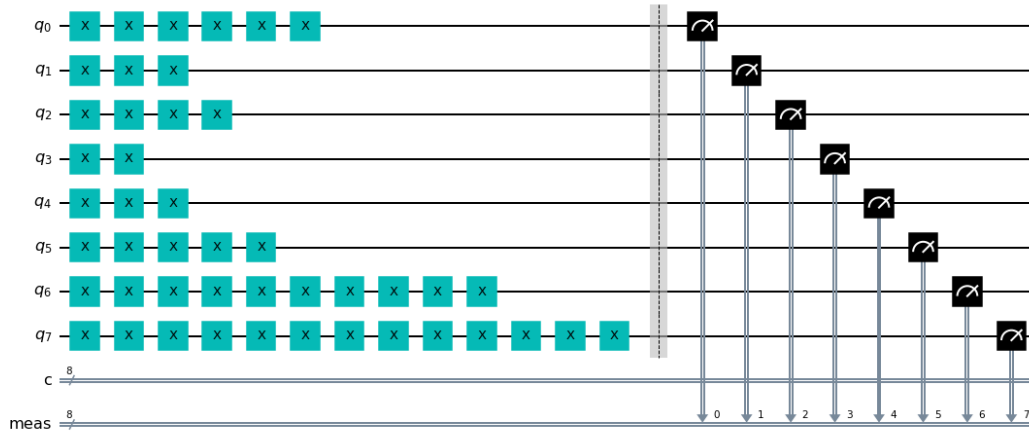 q0 X X X X X X
q1 X X X
q2 X X X X
q3 X X
q4 X X X
q5 X X X X X
q6 X X X X X X X X X X
q7 X X X X X X X X X X X X X
c 8
meas 8 0 1 2 3 4 5 6 7